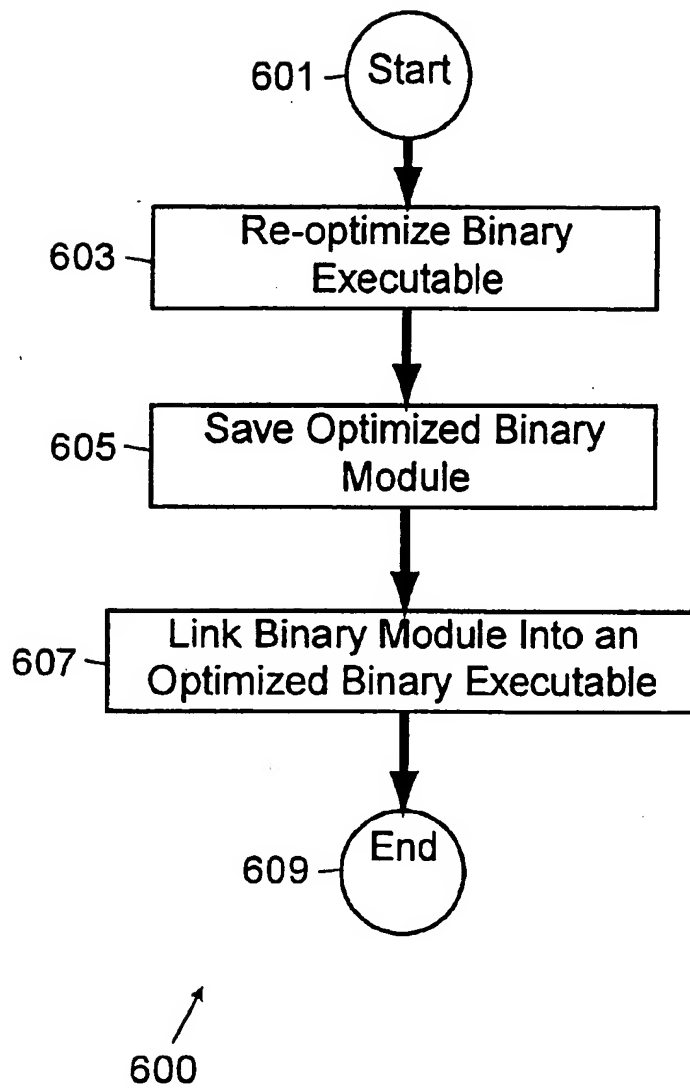 601
Start
603
Re-optimize Binary
Executable
605
Save Optimized Binary
Module
607
Link Binary Module Into an
Optimized Binary Executable
609
End
600